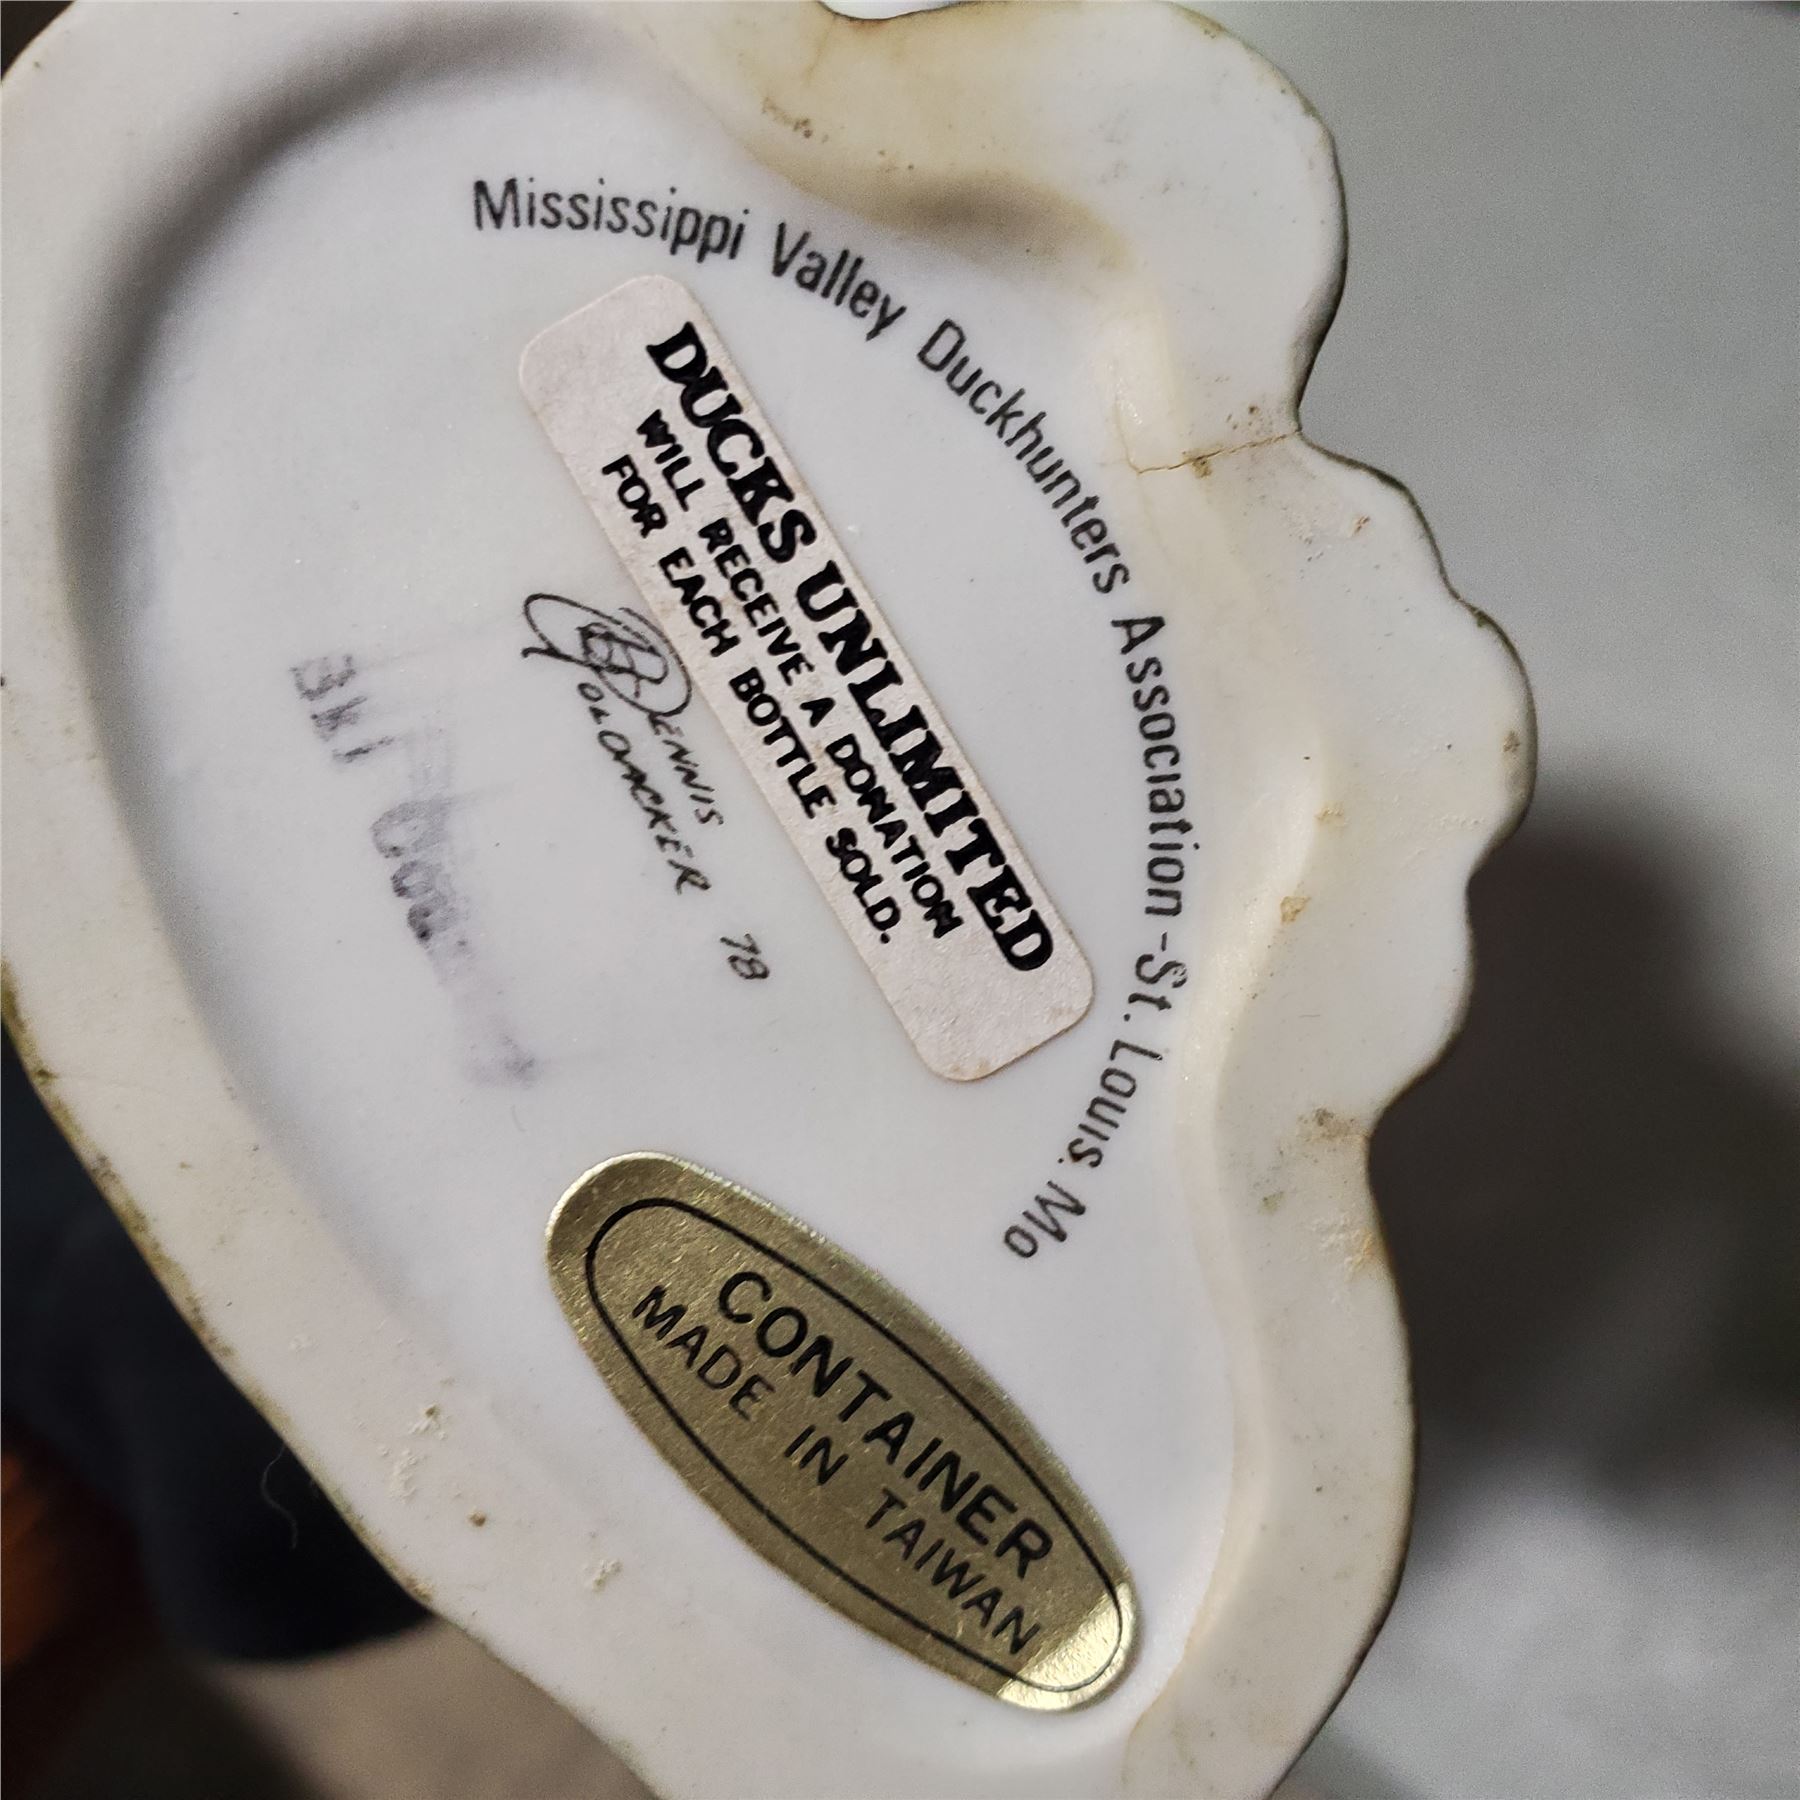 Mississippi Valley Duckhunters Association - St. Louis. Mo
DUCKS UNLIMITED
WILL RECEIVE A DONATION
FOR EACH BOTTLE SOLD.
DENNIS
GOLOVACKER 78
CONTAINER
MADE IN TAIWAN